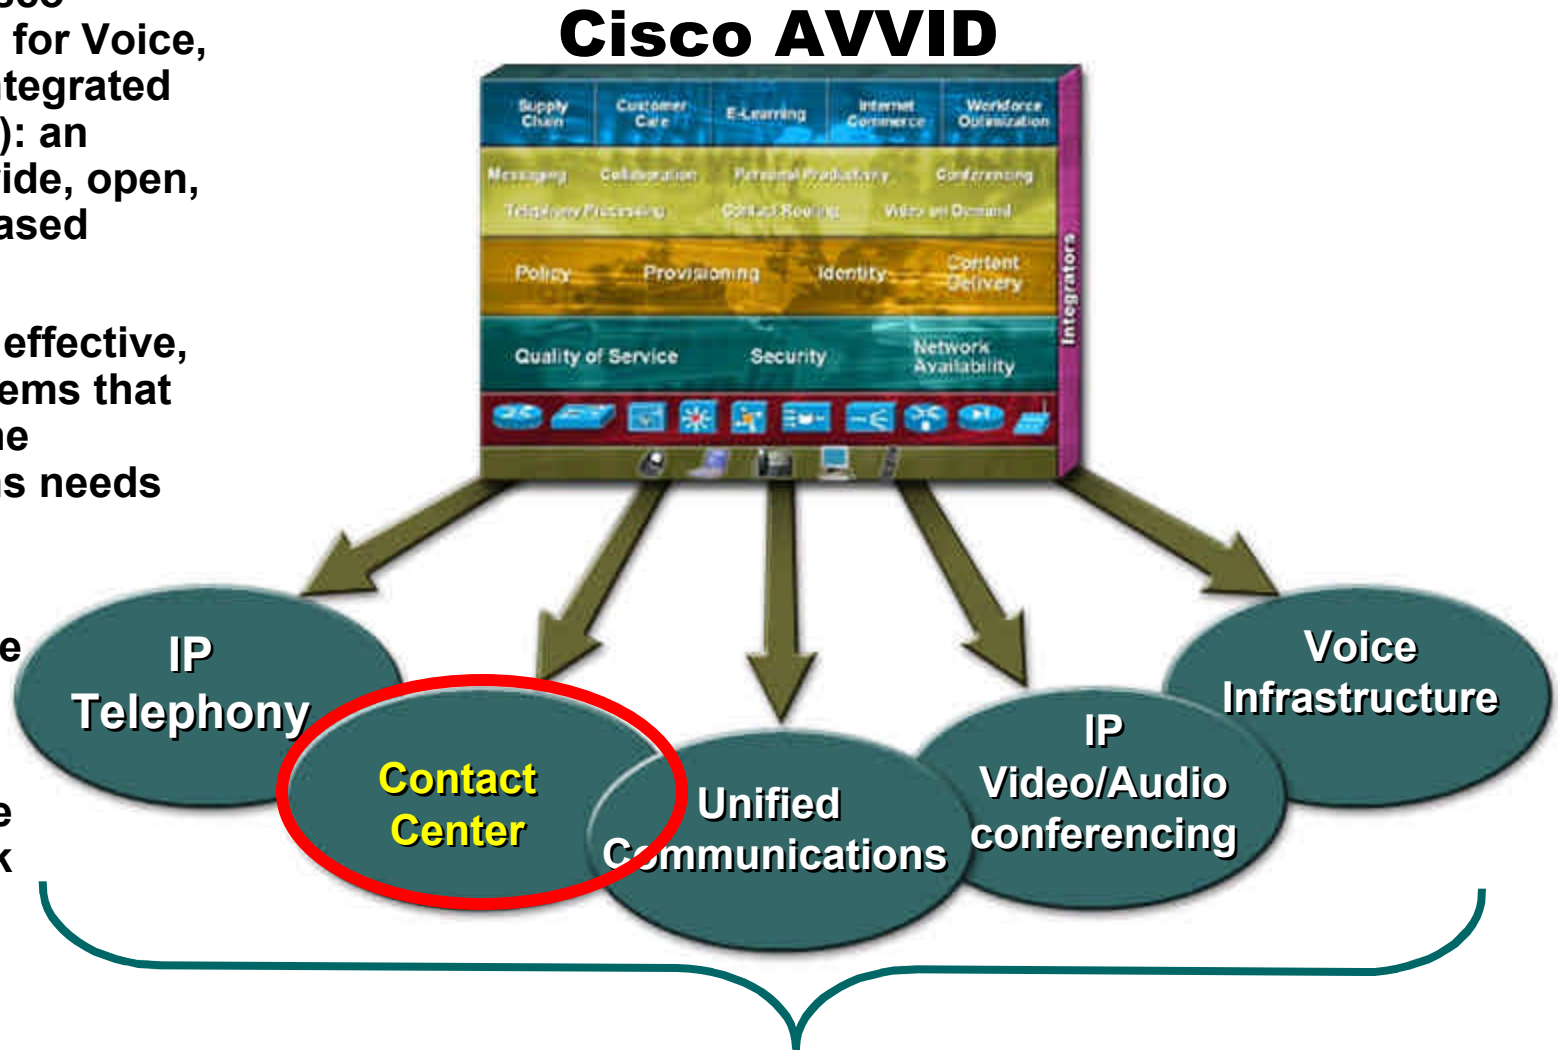 Cisco AVVID
for Voice,
ntegrated
): an
ide, open,
ased
effective,
ems that
ne
s needs
e
e
k
Supply Chain
Customer Care
E-Learning
Internet Commerce
Workforce Optimization
Messaging
Collaboration
Personal Productivity
Conferencing
Telephony Processing
Contact Routing
Video on Demand
Policy
Provisioning
Identity
Content Delivery
Quality of Service
Security
Network Availability
Integrators
IP
Telephony
Contact
Center
Unified
Communications
IP
Video/Audio
conferencing
Voice
Infrastructure